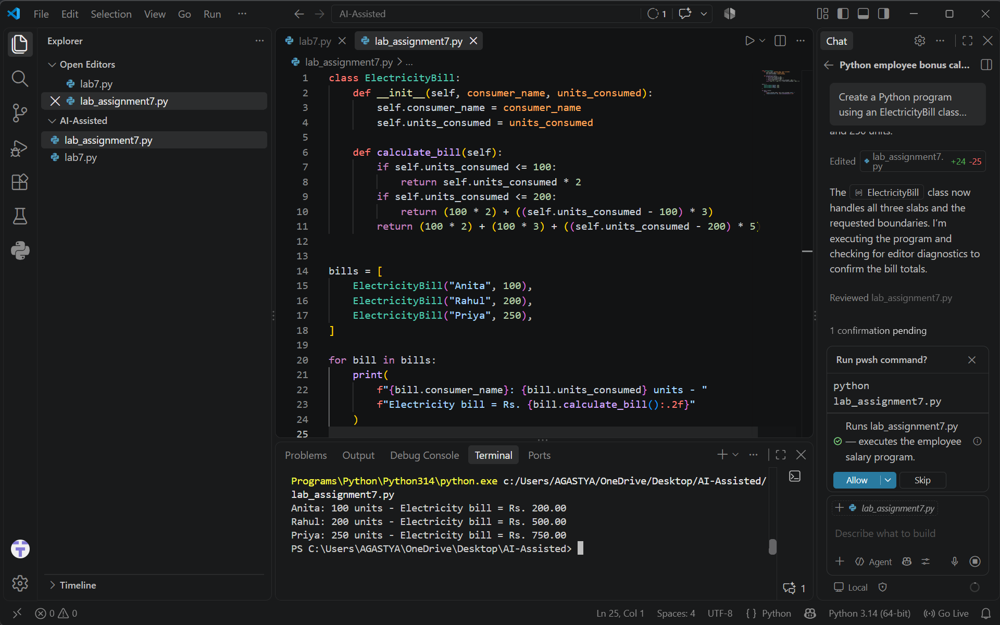 File Edit Selection View Go Run ···
AI-Assisted
1
Explorer ···
Open Editors
lab7.py
lab_assignment7.py
AI-Assisted
lab_assignment7.py
lab7.py
Timeline
lab7.py
lab_assignment7.py
lab_assignment7.py > ...
1 class ElectricityBill:
2 def __init__(self, consumer_name, units_consumed):
3 self.consumer_name = consumer_name
4 self.units_consumed = units_consumed
5
6 def calculate_bill(self):
7 if self.units_consumed <= 100:
8 return self.units_consumed * 2
9 if self.units_consumed <= 200:
10 return (100 * 2) + ((self.units_consumed - 100) * 3)
11 return (100 * 2) + (100 * 3) + ((self.units_consumed - 200) * 5)
12
13
14 bills = [
15 ElectricityBill("Anita", 100),
16 ElectricityBill("Rahul", 200),
17 ElectricityBill("Priya", 250),
18 ]
19
20 for bill in bills:
21 print(
22 f"{bill.consumer_name}: {bill.units_consumed} units - "
23 f"Electricity bill = Rs. {bill.calculate_bill():.2f}"
24 )
25
Problems Output Debug Console Terminal Ports
Programs\Python\Python314\python.exe c:/Users/AGASTYA/OneDrive/Desktop/AI-Assisted/
lab_assignment7.py
Anita: 100 units - Electricity bill = Rs. 200.00
Rahul: 200 units - Electricity bill = Rs. 500.00
Priya: 250 units - Electricity bill = Rs. 750.00
PS C:\Users\AGASTYA\OneDrive\Desktop\AI-Assisted>
1
Chat
Python employee bonus cal...
Create a Python program
using an ElectricityBill class...
and 250 units.
Edited lab_assignment7.
py +24 -25
The ElectricityBill class now
handles all three slabs and the
requested boundaries. I'm
executing the program and
checking for editor diagnostics to
confirm the bill totals.
Reviewed lab_assignment7.py
1 confirmation pending
Run pwsh command?
python
lab_assignment7.py
Runs lab_assignment7.py
— executes the employee
salary program.
Allow Skip
lab_assignment7.py
Describe what to build
Agent
Local
0 0
Ln 25, Col 1 Spaces: 4 UTF-8 { } Python Python 3.14 (64-bit) Go Live